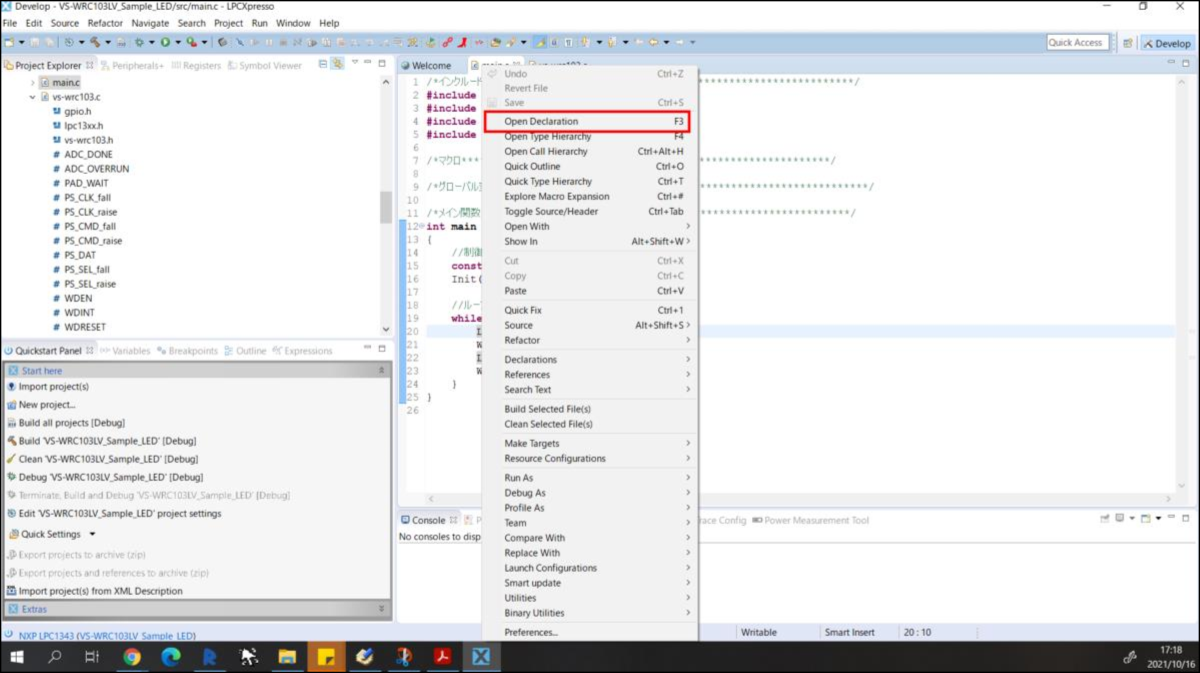 Develop - VS-WRC103LV_Sample_LED/src/main.c - LPCXpresso
File Edit Source Refactor Navigate Search Project Run Window Help
Quick Access Develop
Project Explorer Peripherals+ Registers Symbol Viewer
main.c
vs-wrc103.c
gpio.h
lpc13xx.h
vs-wrc103.h
# ADC_DONE
# ADC_OVERRUN
# PAD_WAIT
# PS_CLK_fall
# PS_CLK_raise
# PS_CMD_fall
# PS_CMD_raise
# PS_DAT
# PS_SEL_fall
# PS_SEL_raise
# WDEN
# WDINT
# WDRESET
Quickstart Panel Variables Breakpoints Outline Expressions
Start here
Import project(s)
New project...
Build all projects [Debug]
Build 'VS-WRC103LV_Sample_LED' [Debug]
Clean 'VS-WRC103LV_Sample_LED' [Debug]
Debug 'VS-WRC103LV_Sample_LED' [Debug]
Terminate, Build and Debug 'VS-WRC103LV_Sample_LED' [Debug]
Edit 'VS-WRC103LV_Sample_LED' project settings
Quick Settings
Export projects to archive (zip)
Export projects and references to archive (zip)
Import project(s) from XML Description
Extras
NXP LPC1343 (VS-WRC103LV_Sample_LED)
Welcome
1 /*インクルード **************************/
2 #include
3 #include
4 #include
5 #include
6
7 /*マクロ*** **********************/
8
9 /*グローバル **************************/
10
11 /*メイン関数 *************************/
12 int main
13 {
14 //制御
15 const
16 Init(
17
18 //ルー
19 while
20 L
21 W
22 L
23 W
24 }
25 }
26
Undo Ctrl+Z
Revert File
Save Ctrl+S
Open Declaration F3
Open Type Hierarchy F4
Open Call Hierarchy Ctrl+Alt+H
Quick Outline Ctrl+O
Quick Type Hierarchy Ctrl+T
Explore Macro Expansion Ctrl+#
Toggle Source/Header Ctrl+Tab
Open With
Show In Alt+Shift+W
Cut Ctrl+X
Copy Ctrl+C
Paste Ctrl+V
Quick Fix Ctrl+1
Source Alt+Shift+S
Refactor
Declarations
References
Search Text
Build Selected File(s)
Clean Selected File(s)
Make Targets
Resource Configurations
Run As
Debug As
Profile As
Team
Compare With
Replace With
Launch Configurations
Smart update
Utilities
Binary Utilities
Preferences...
Console race Config Power Measurement Tool
No consoles to disp
Writable Smart Insert 20 : 10
17:18
2021/10/16